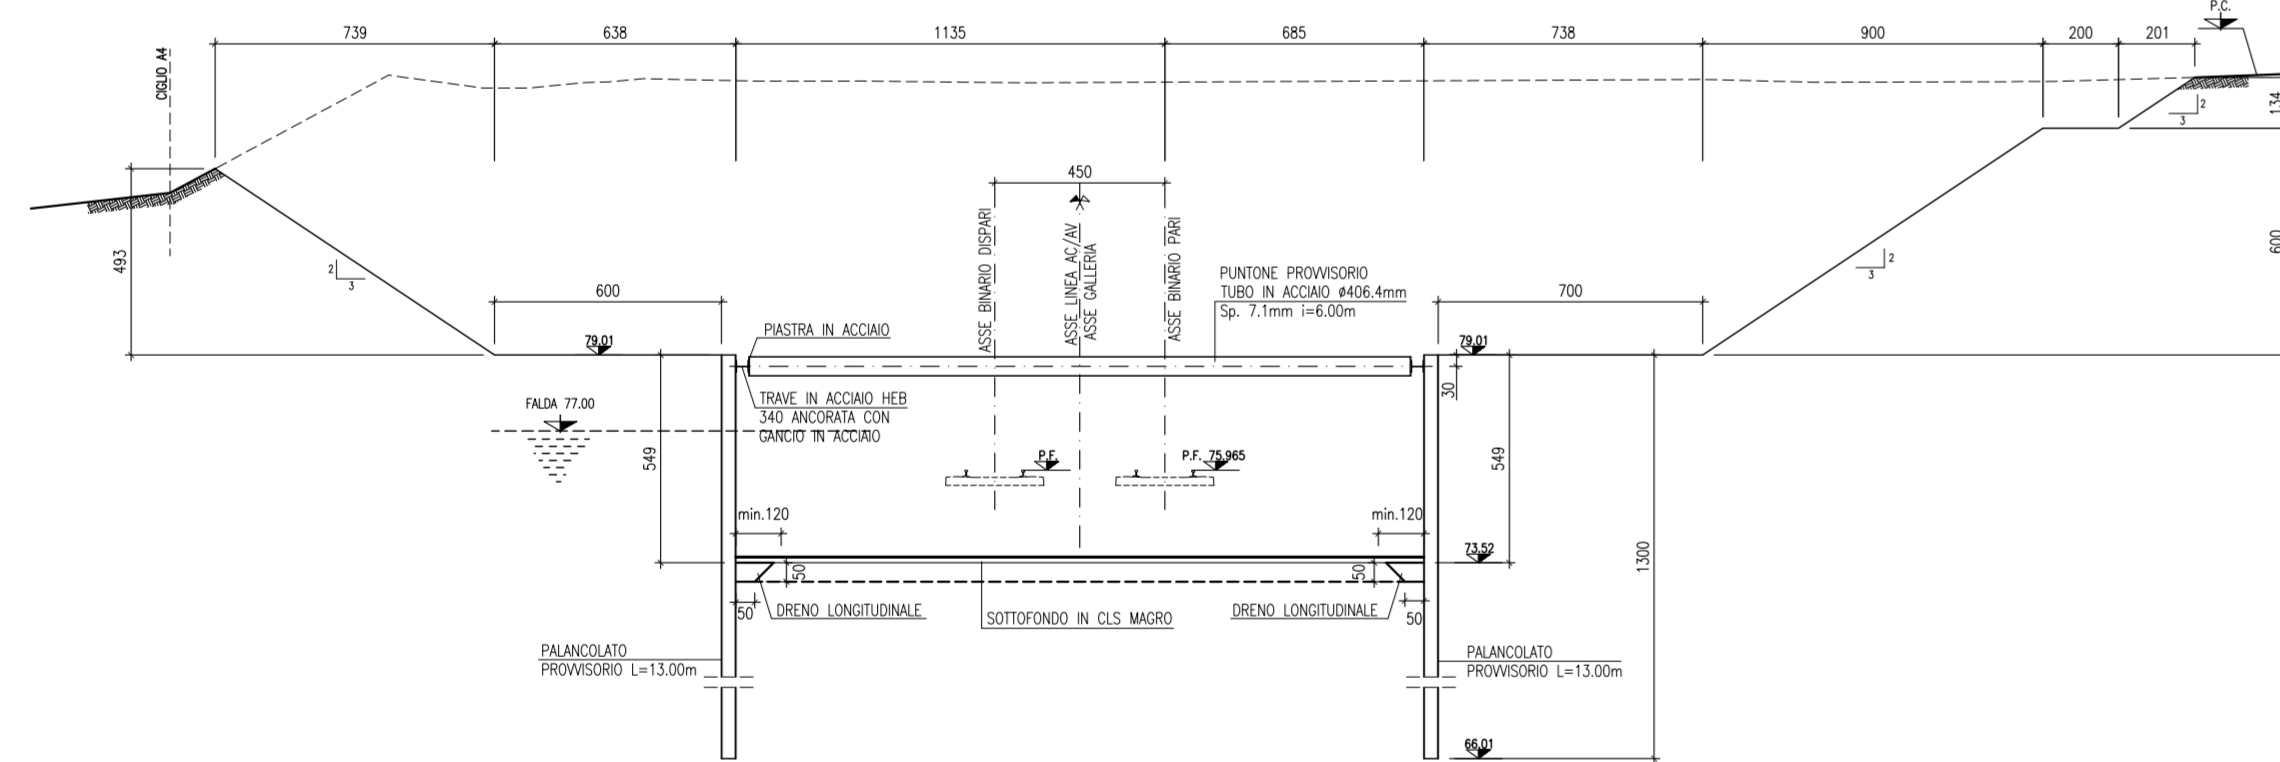 P.C.
739
638
1135
685
738
900
200
201
CIGLIO A4
2
3
134
450
493
2
3
ASSE BINARIO DISPARI
ASSE LINEA AC/AV
ASSE GALLERIA
ASSE BINARIO PARI
2
3
600
600
PUNTONE PROVVISORIO
TUBO IN ACCIAIO ø406.4mm
Sp. 7.1mm i=6.00m
700
PIASTRA IN ACCIAIO
79.01
79.01
30
TRAVE IN ACCIAIO HEB
340 ANCORATA CON
GANCIO IN ACCIAIO
FALDA 77.00
549
P.F.
P.F. 75.965
549
min.120
min.120
73.52
1300
50
50
50
DRENO LONGITUDINALE
SOTTOFONDO IN CLS MAGRO
DRENO LONGITUDINALE
50
PALANCOLATO
PROVVISORIO L=13.00m
PALANCOLATO
PROVVISORIO L=13.00m
66.01